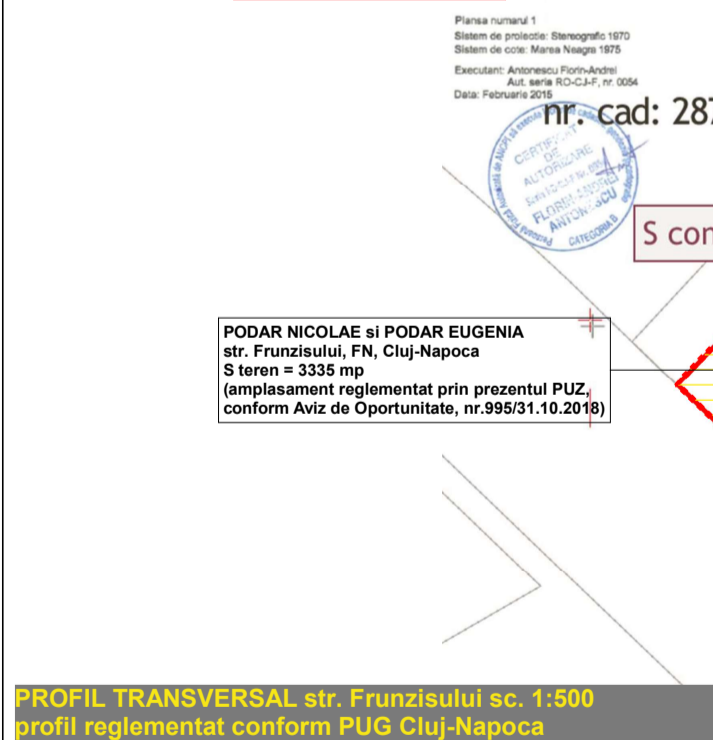 Plansa numarul 1
Sistem de proiectie: Stereografic 1970
Sistem de cote: Marea Neagra 1975
Executant: Antonescu Florin-Andrei
Aut. seria RO-CJ-F, nr. 0054
Data: Februarie 2015
nr. cad: 287
CERTIFICAT
DE
AUTORIZARE
FLORIN-ANDREI
ANTONESCU
CATEGORIA B
S con
PODAR NICOLAE si PODAR EUGENIA
str. Frunzisului, FN, Cluj-Napoca
S teren = 3335 mp
(amplasament reglementat prin prezentul PUZ,
conform Aviz de Oportunitate, nr.995/31.10.2018)
PROFIL TRANSVERSAL str. Frunzisului sc. 1:500
profil reglementat conform PUG Cluj-Napoca